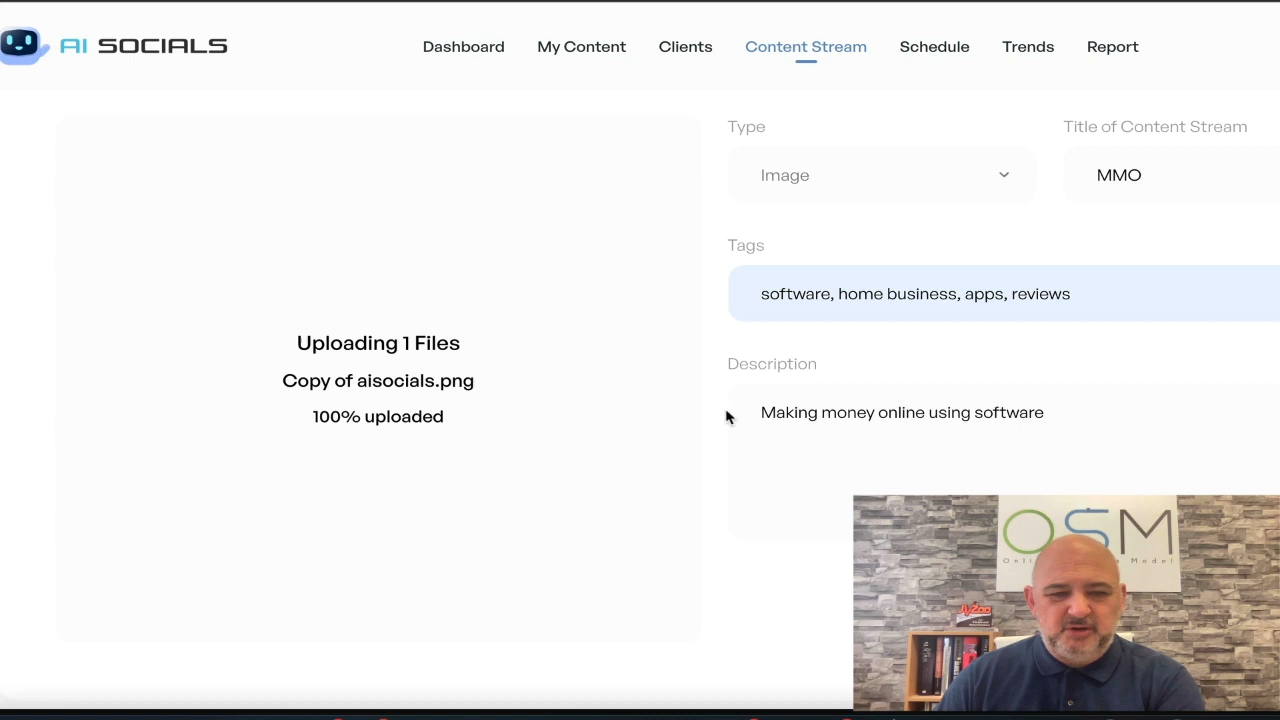 AI SOCIALS
Dashboard My Content Clients Content Stream Schedule Trends Report
Type Title of Content Stream
Image MMO
Tags
software, home business, apps, reviews
Description
Making money online using software
Uploading 1 Files
Copy of aisocials.png
100% uploaded
OSM
JVZoo